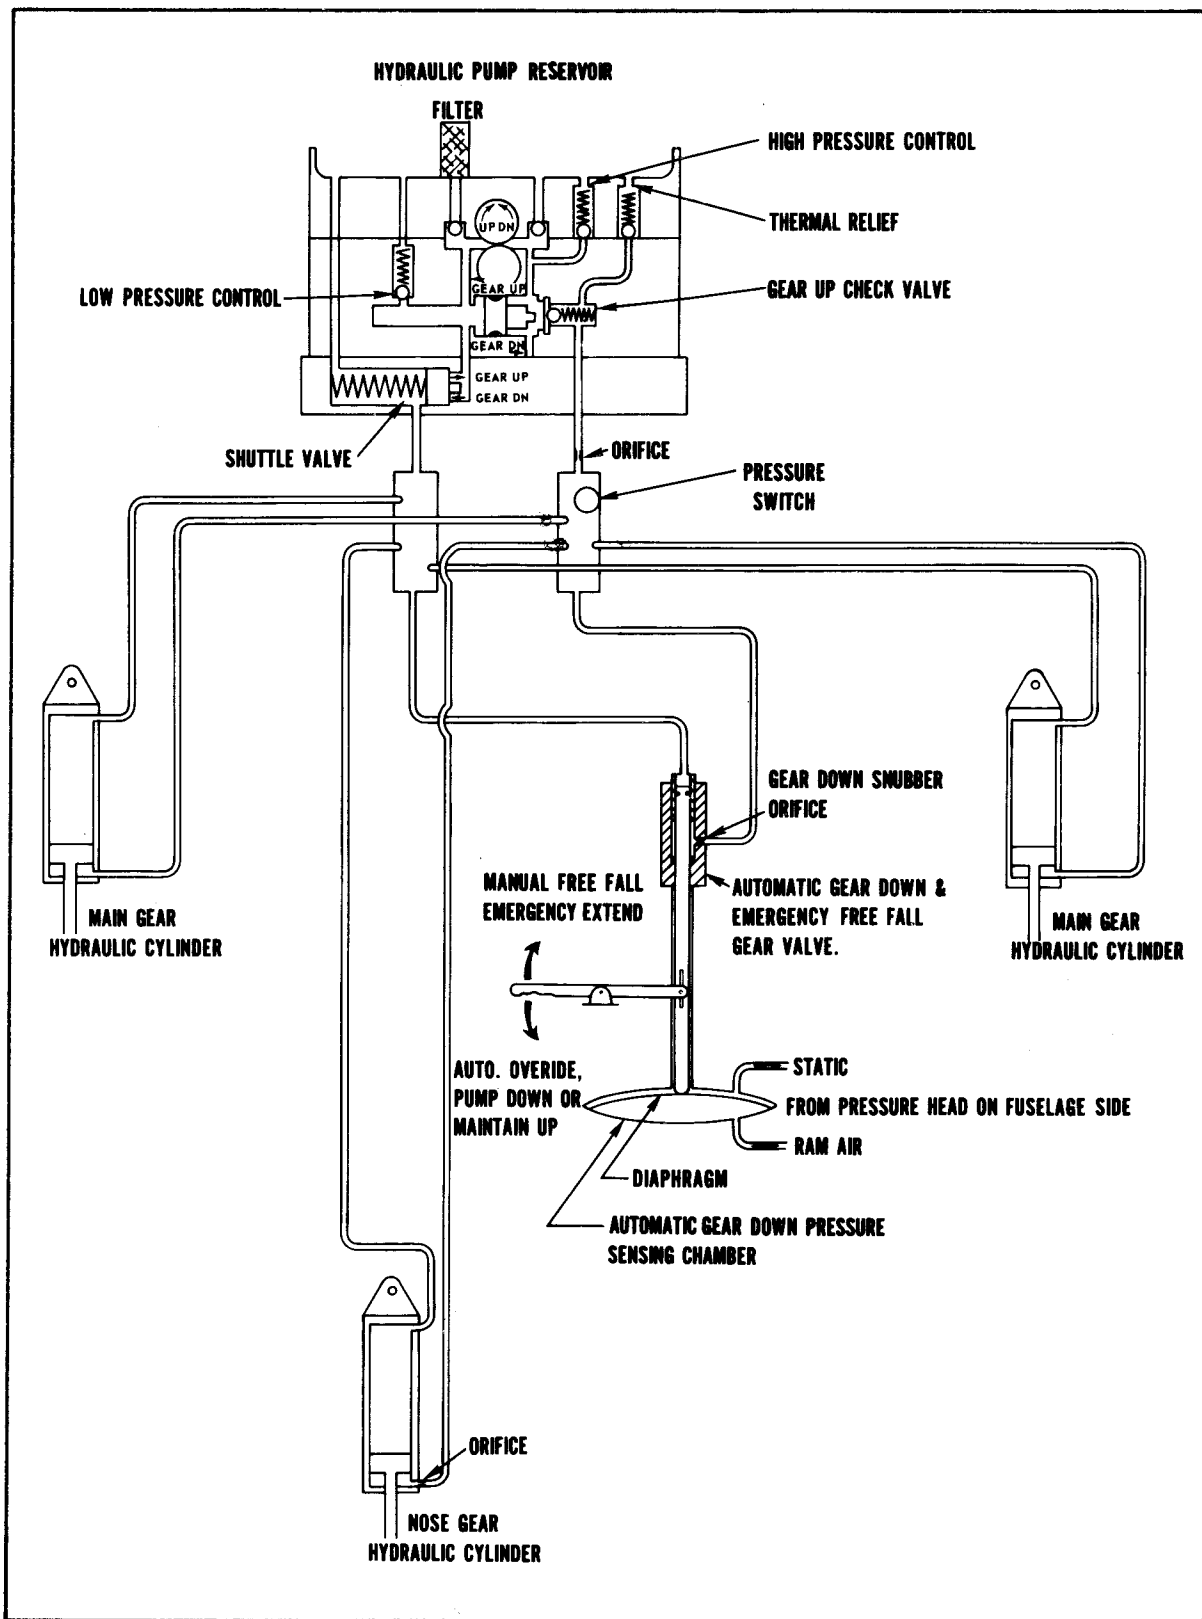 HYDRAULIC PUMP RESERVOIR
FILTER
HIGH PRESSURE CONTROL
THERMAL RELIEF
UP DN
LOW PRESSURE CONTROL
GEAR UP
GEAR UP CHECK VALVE
GEAR DN
GEAR UP
GEAR DN
SHUTTLE VALVE
ORIFICE
PRESSURE
SWITCH
GEAR DOWN SNUBBER
ORIFICE
MANUAL FREE FALL
EMERGENCY EXTEND
AUTOMATIC GEAR DOWN &
EMERGENCY FREE FALL
GEAR VALVE.
MAIN GEAR
HYDRAULIC CYLINDER
MAIN GEAR
HYDRAULIC CYLINDER
AUTO. OVERIDE,
PUMP DOWN OR
MAINTAIN UP
STATIC
FROM PRESSURE HEAD ON FUSELAGE SIDE
RAM AIR
DIAPHRAGM
AUTOMATIC GEAR DOWN PRESSURE
SENSING CHAMBER
ORIFICE
NOSE GEAR
HYDRAULIC CYLINDER